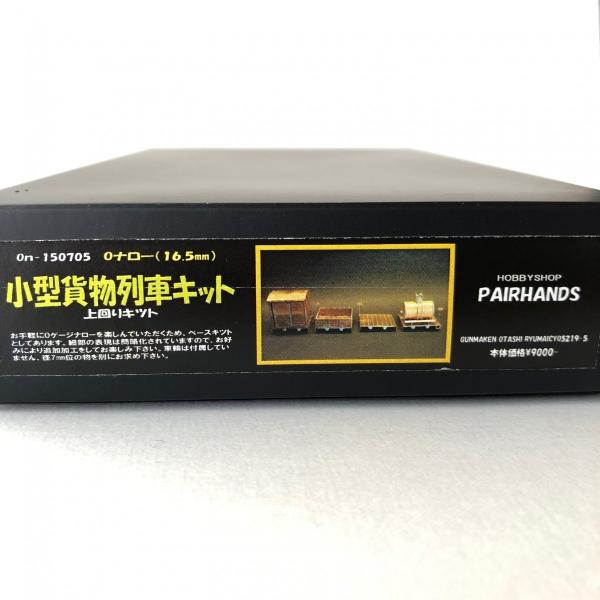 On-150705 Oナロー(16.5mm)
小型貨物列車キット
上回りキット
お手軽にOゲージナローを楽しんでいただくため、ベースキット
としてあります。細部の表現は簡略化されていますので、お好
みにより追加加工をしてお楽しみ下さい。車輪は付属してい
ません、径7mm位の物を別にお求め下さい。
HOBBYSHOP
PAIRHANDS
GUNMAKEN OTASHI RYUMAICYO5219-5
本体価格¥9000-